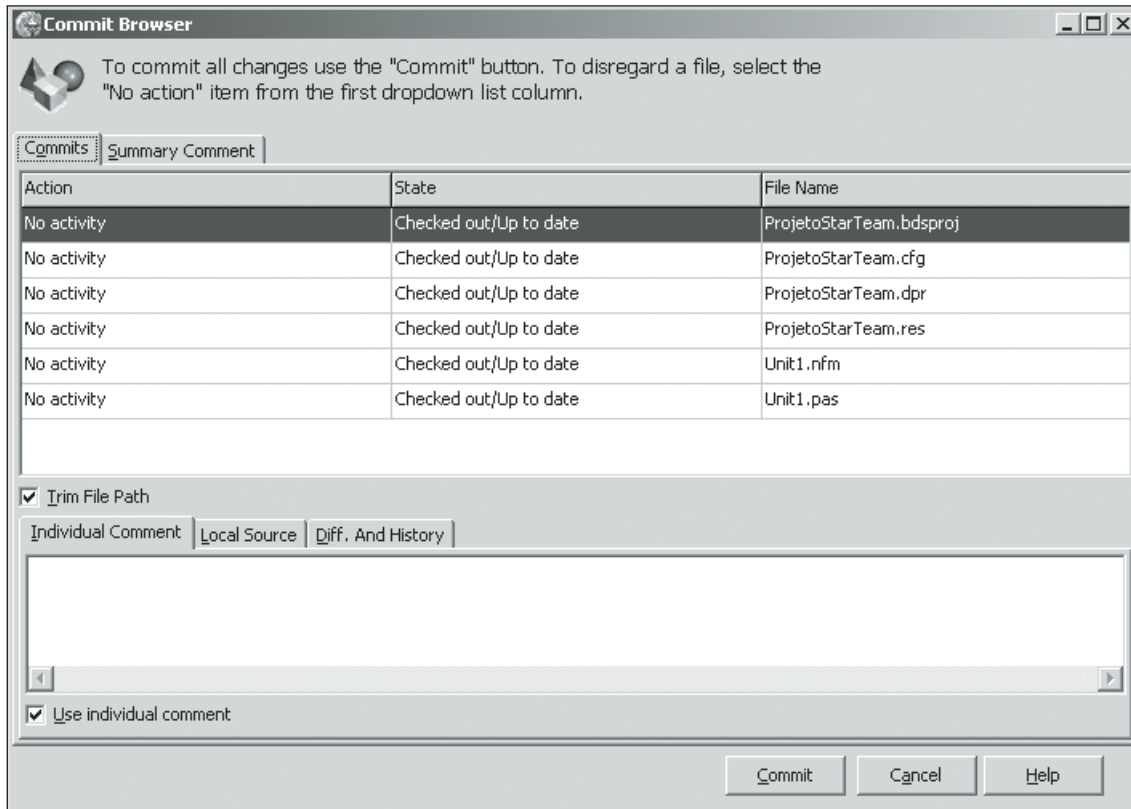 Commit Browser
To commit all changes use the "Commit" button. To disregard a file, select the
"No action" item from the first dropdown list column.
Commits Summary Comment
Action State File Name
No activity Checked out/Up to date ProjetoStarTeam.bdsproj
No activity Checked out/Up to date ProjetoStarTeam.cfg
No activity Checked out/Up to date ProjetoStarTeam.dpr
No activity Checked out/Up to date ProjetoStarTeam.res
No activity Checked out/Up to date Unit1.nfm
No activity Checked out/Up to date Unit1.pas
Trim File Path
Individual Comment Local Source Diff. And History
Use individual comment
Commit Cancel Help